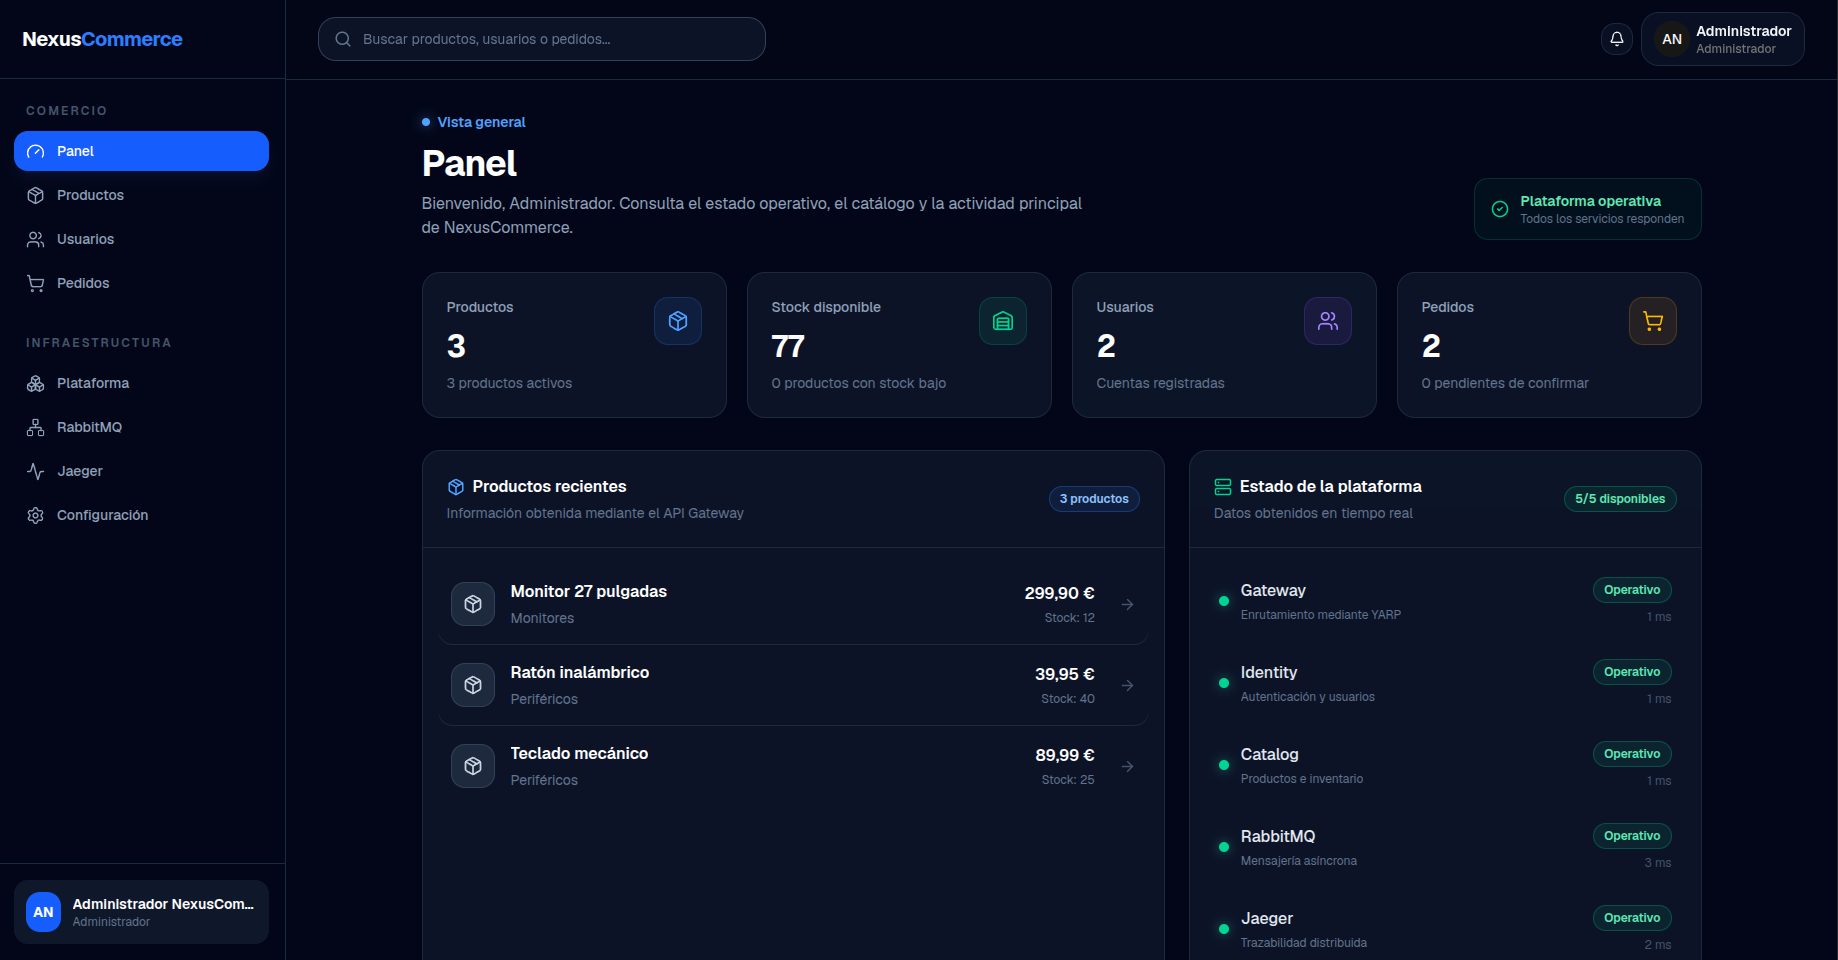 NexusCommerce
Buscar productos, usuarios o pedidos...
AN
Administrador
Administrador
COMERCIO
Panel
Productos
Usuarios
Pedidos
INFRAESTRUCTURA
Plataforma
RabbitMQ
Jaeger
Configuración
AN
Administrador NexusCom...
Administrador
Vista general
Panel
Bienvenido, Administrador. Consulta el estado operativo, el catálogo y la actividad principal
de NexusCommerce.
Plataforma operativa
Todos los servicios responden
Productos
3
3 productos activos
Stock disponible
77
0 productos con stock bajo
Usuarios
2
Cuentas registradas
Pedidos
2
0 pendientes de confirmar
Productos recientes
Información obtenida mediante el API Gateway
3 productos
Monitor 27 pulgadas
Monitores
299,90 €
Stock: 12
Ratón inalámbrico
Periféricos
39,95 €
Stock: 40
Teclado mecánico
Periféricos
89,99 €
Stock: 25
Estado de la plataforma
Datos obtenidos en tiempo real
5/5 disponibles
Gateway
Enrutamiento mediante YARP
Operativo
1 ms
Identity
Autenticación y usuarios
Operativo
1 ms
Catalog
Productos e inventario
Operativo
1 ms
RabbitMQ
Mensajería asíncrona
Operativo
3 ms
Jaeger
Trazabilidad distribuida
Operativo
2 ms